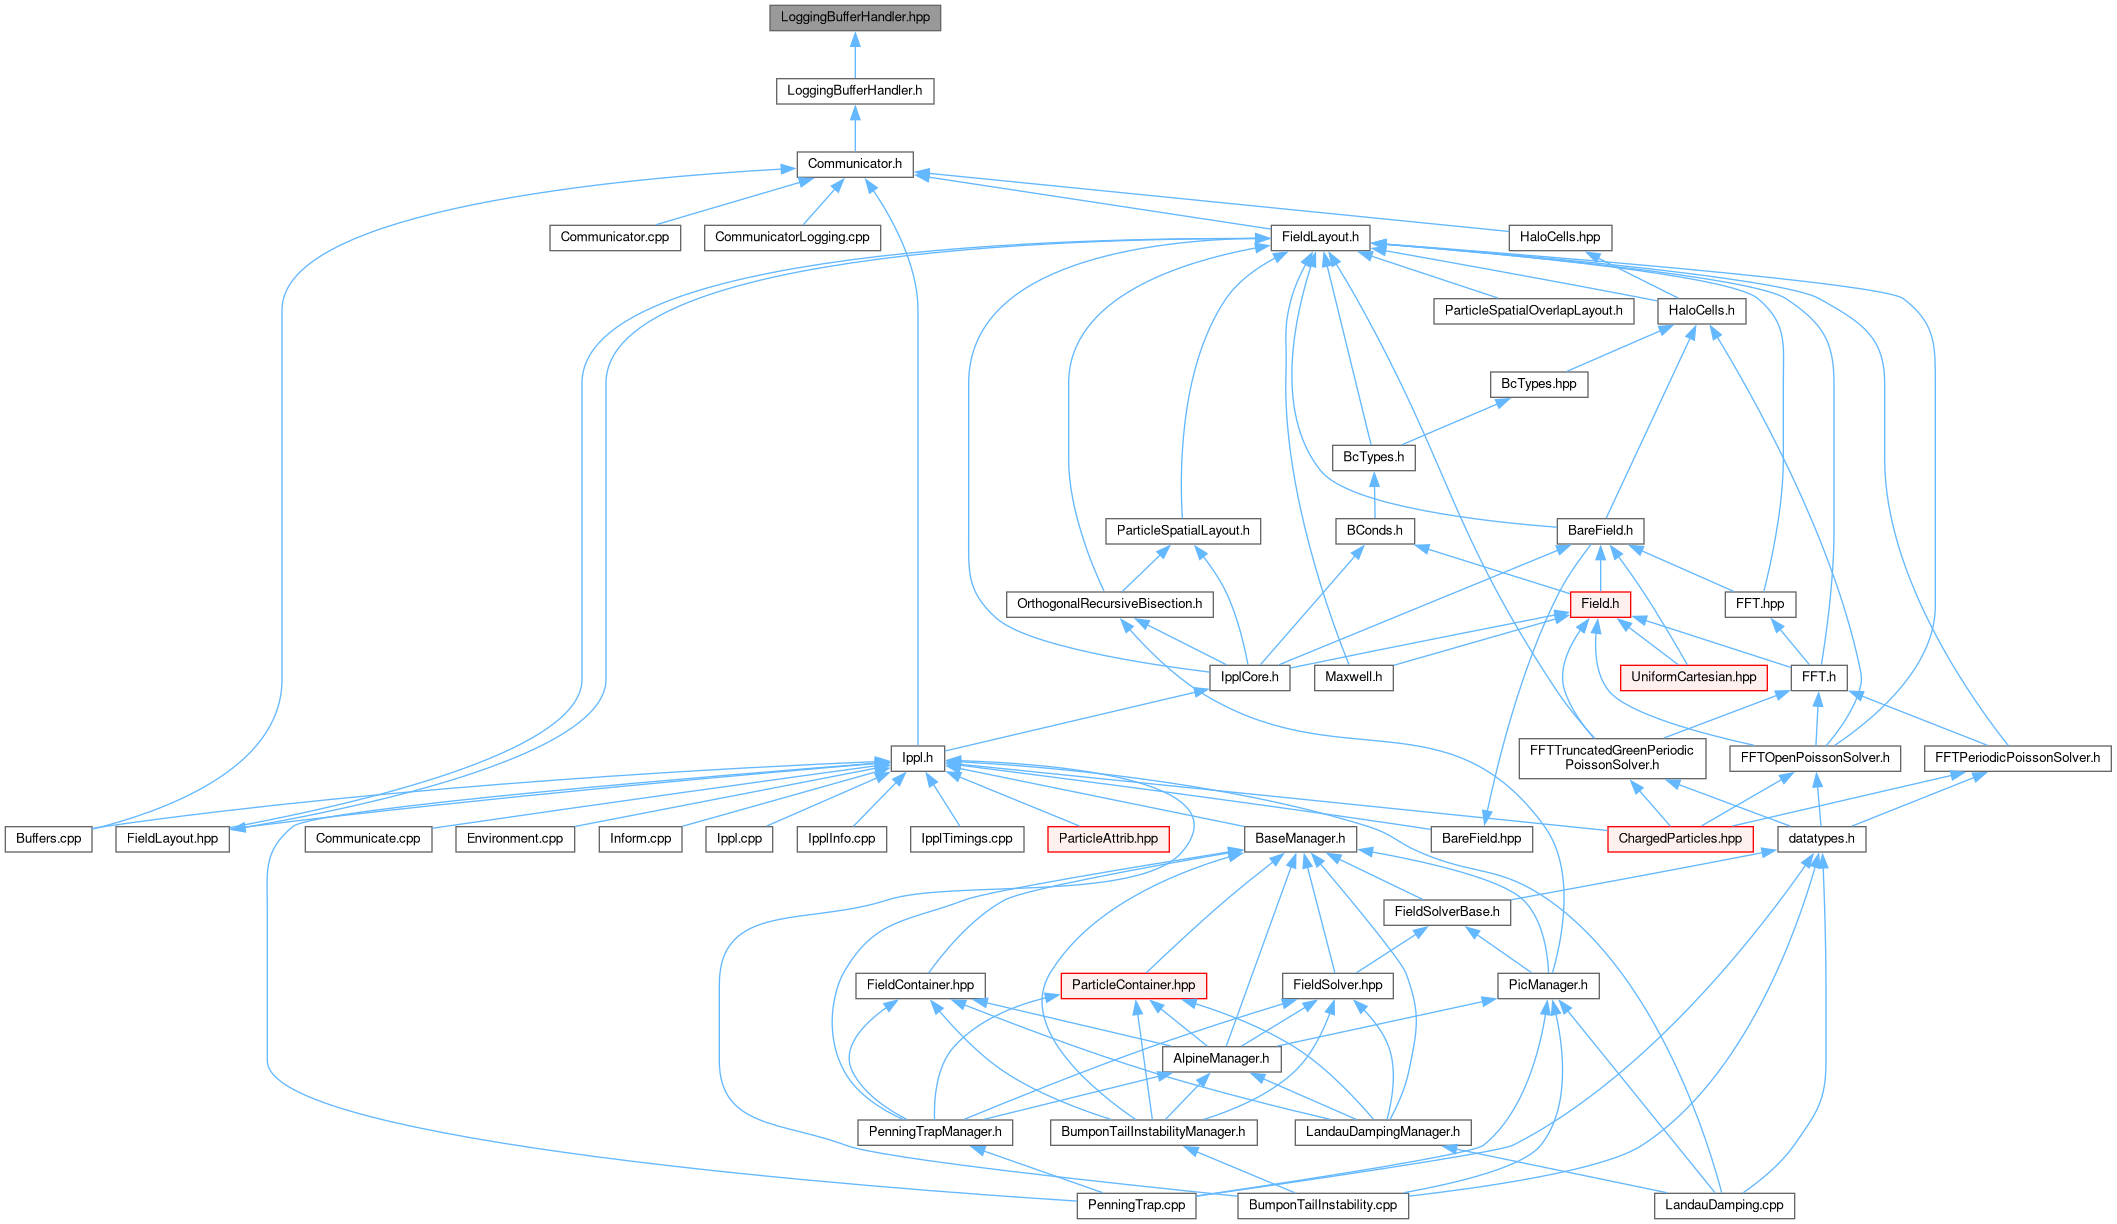 LoggingBufferHandler.hpp
LoggingBufferHandler.h
Communicator.h
Communicator.cpp
CommunicatorLogging.cpp
FieldLayout.h
HaloCells.hpp
ParticleSpatialOverlapLayout.h
HaloCells.h
BcTypes.hpp
BcTypes.h
ParticleSpatialLayout.h
BConds.h
BareField.h
OrthogonalRecursiveBisection.h
Field.h
FFT.hpp
IpplCore.h
Maxwell.h
UniformCartesian.hpp
FFT.h
Ippl.h
FFTTruncatedGreenPeriodic
PoissonSolver.h
FFTOpenPoissonSolver.h
FFTPeriodicPoissonSolver.h
Buffers.cpp
FieldLayout.hpp
Communicate.cpp
Environment.cpp
Inform.cpp
Ippl.cpp
IpplInfo.cpp
IpplTimings.cpp
ParticleAttrib.hpp
BaseManager.h
BareField.hpp
ChargedParticles.hpp
datatypes.h
FieldSolverBase.h
FieldContainer.hpp
ParticleContainer.hpp
FieldSolver.hpp
PicManager.h
AlpineManager.h
PenningTrapManager.h
BumponTailInstabilityManager.h
LandauDampingManager.h
PenningTrap.cpp
BumponTailInstability.cpp
LandauDamping.cpp